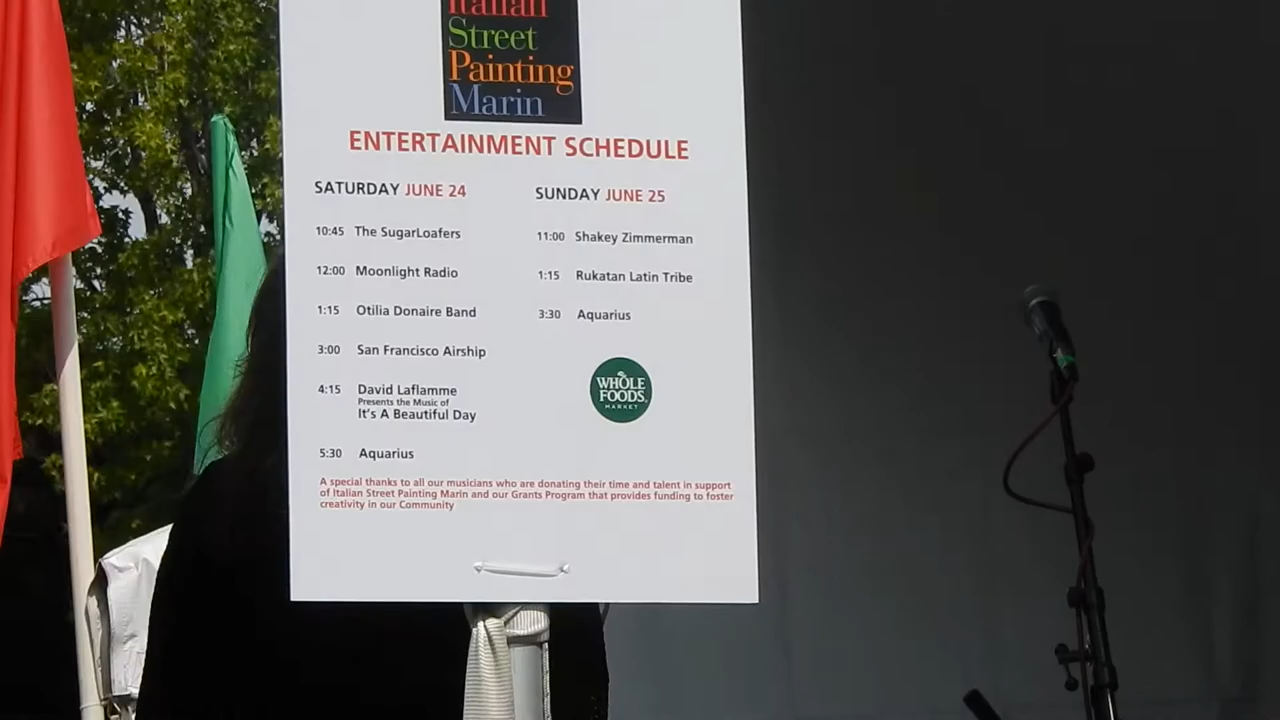 Italian
Street
Painting
Marin
ENTERTAINMENT SCHEDULE
SATURDAY JUNE 24
10:45 The SugarLoafers
12:00 Moonlight Radio
1:15 Otilia Donaire Band
3:00 San Francisco Airship
4:15 David Laflamme
Presents the Music of
It's A Beautiful Day
5:30 Aquarius
SUNDAY JUNE 25
11:00 Shakey Zimmerman
1:15 Rukatan Latin Tribe
3:30 Aquarius
WHOLE
FOODS
MARKET
A special thanks to all our musicians who are donating their time and talent in support
of Italian Street Painting Marin and our Grants Program that provides funding to foster
creativity in our Community